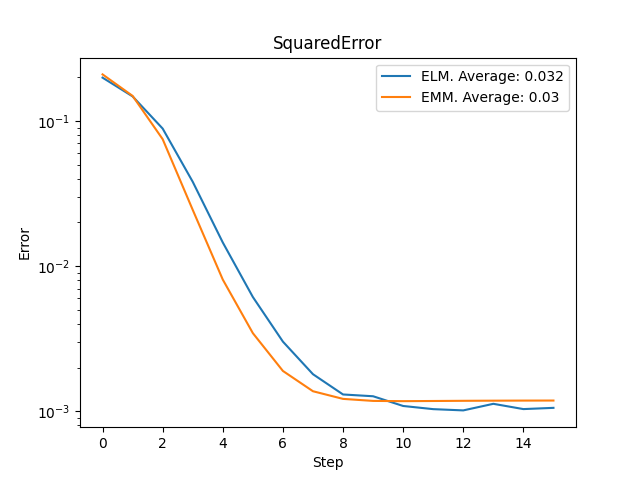 SquaredError
ELM. Average: 0.032
EMM. Average: 0.03
10⁻¹
10⁻²
10⁻³
Error
0 2 4 6 8 10 12 14
Step